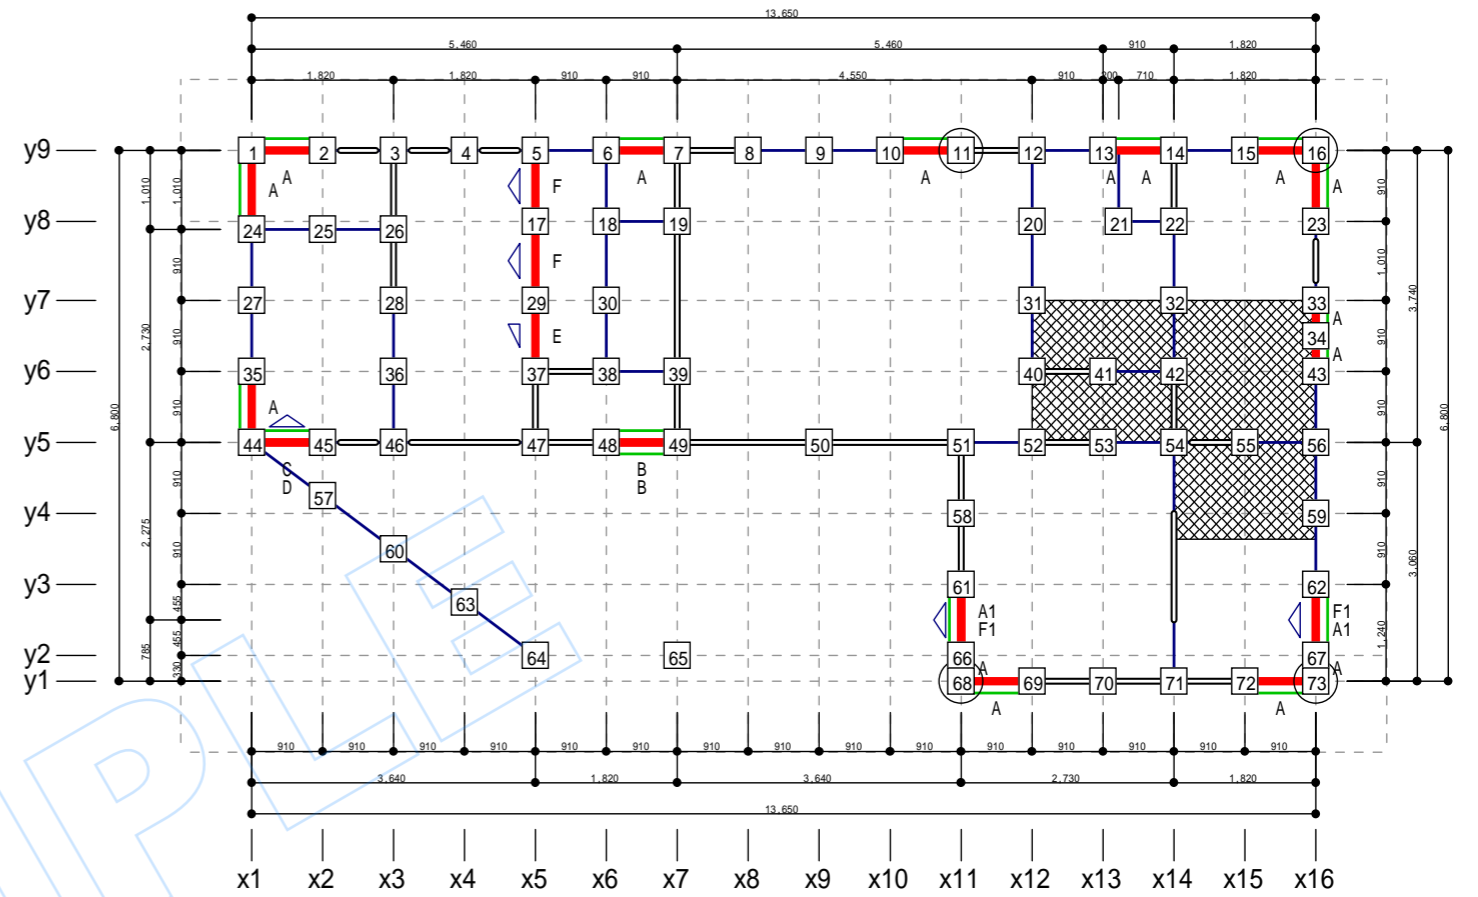 13,650
5,460 5,460 910 1,820
1,820 1,820 910 910 4,550 910 200 710 1,820
y9 1 2 3 4 5 6 7 8 9 10 11 12 13 14 15 16
A A F A A A A A A
1,010 1,010 910
y8 24 25 26 17 18 19 20 21 22 23
910 F 1,010
y7 27 28 29 30 31 32 33
2,730 910 E A 34 A 910 3,740
y6 35 36 37 38 39 40 41 42 43
6,800 910 A 910 6,800
y5 44 45 46 47 48 49 50 51 52 53 54 55 56
C B
D B
910 57 910
y4 58 59
2,275 910 60 910 3,060
y3 61 62
455 63 A1 F1
785 455 F1 A1 1,240
y2 64 65 66 67
330 A A
y1 68 69 70 71 72 73
A A
910 910 910 910 910 910 910 910 910 910 910 910 910 910 910
3,640 1,820 3,640 2,730 1,820
13,650
x1 x2 x3 x4 x5 x6 x7 x8 x9 x10 x11 x12 x13 x14 x15 x16
MPLE